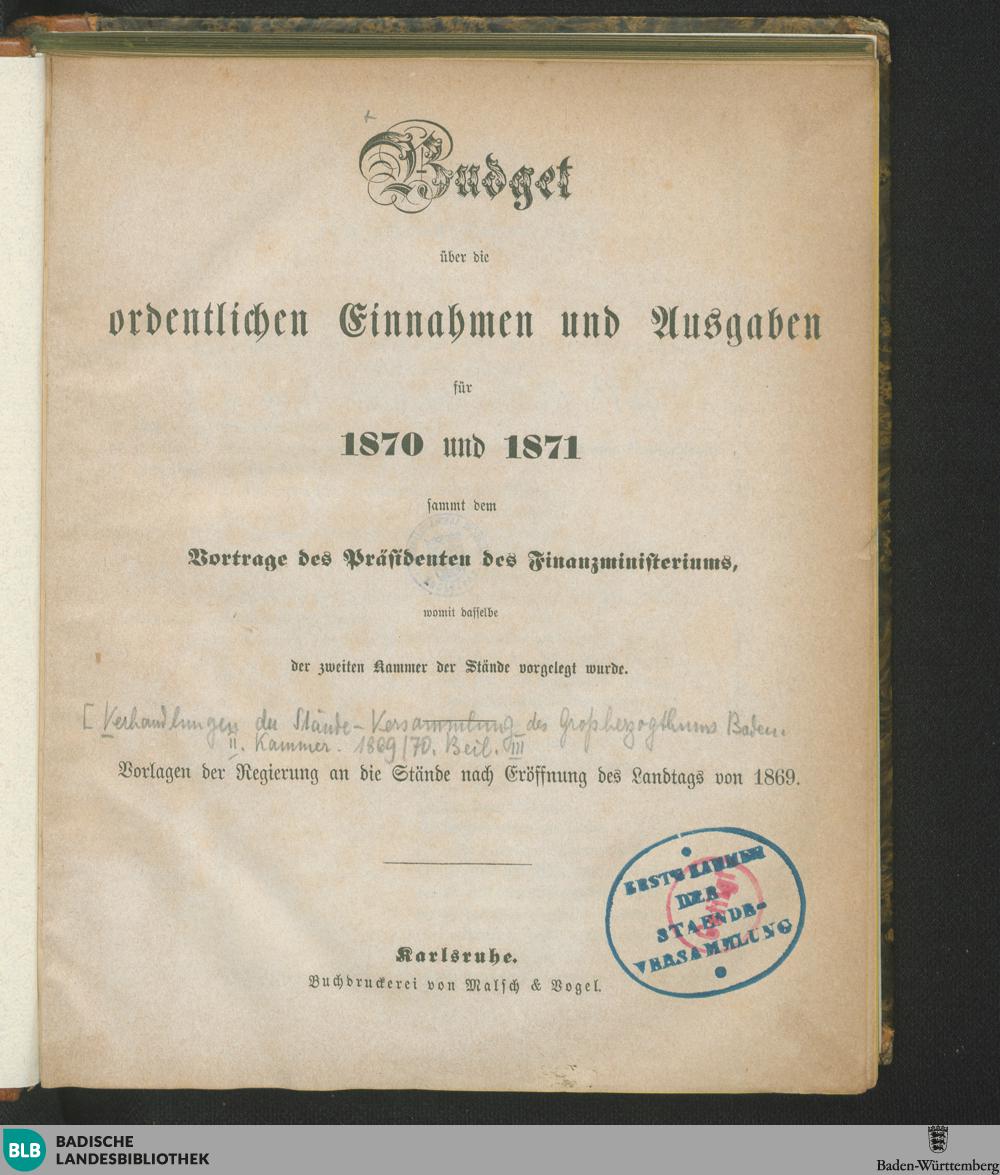 Budget
über die
ordentlichen Einnahmen und Ausgaben
für
1870 und 1871
sammt dem
Vortrage des Präsidenten des Finanzministeriums,
womit dasselbe
der zweiten Kammer der Stände vorgelegt wurde.
[Verhandlungen der Stände-Versammlung des Großherzogthums Baden.
II. Kammer. 1869/70. Beil. III
Vorlagen der Regierung an die Stände nach Eröffnung des Landtags von 1869.
ERSTE KAMMER
DER
STAENDE-
VERSAMMLUNG
Karlsruhe.
Buchdruckerei von Malsch & Vogel.
BLB
BADISCHE
LANDESBIBLIOTHEK
Baden-Württemberg